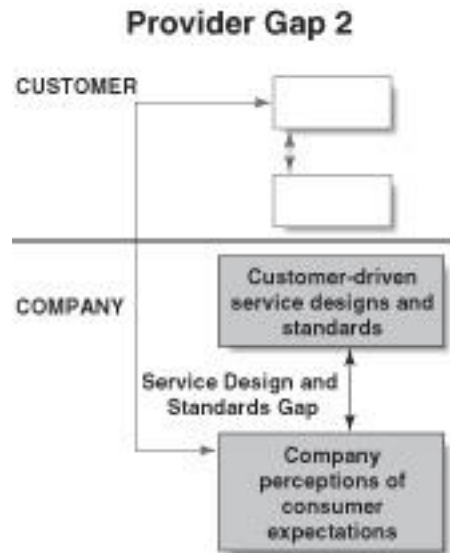 Provider Gap 2
CUSTOMER
COMPANY
Customer-driven
service designs and
standards
Service Design and
Standards Gap
Company
perceptions of
consumer
expectations